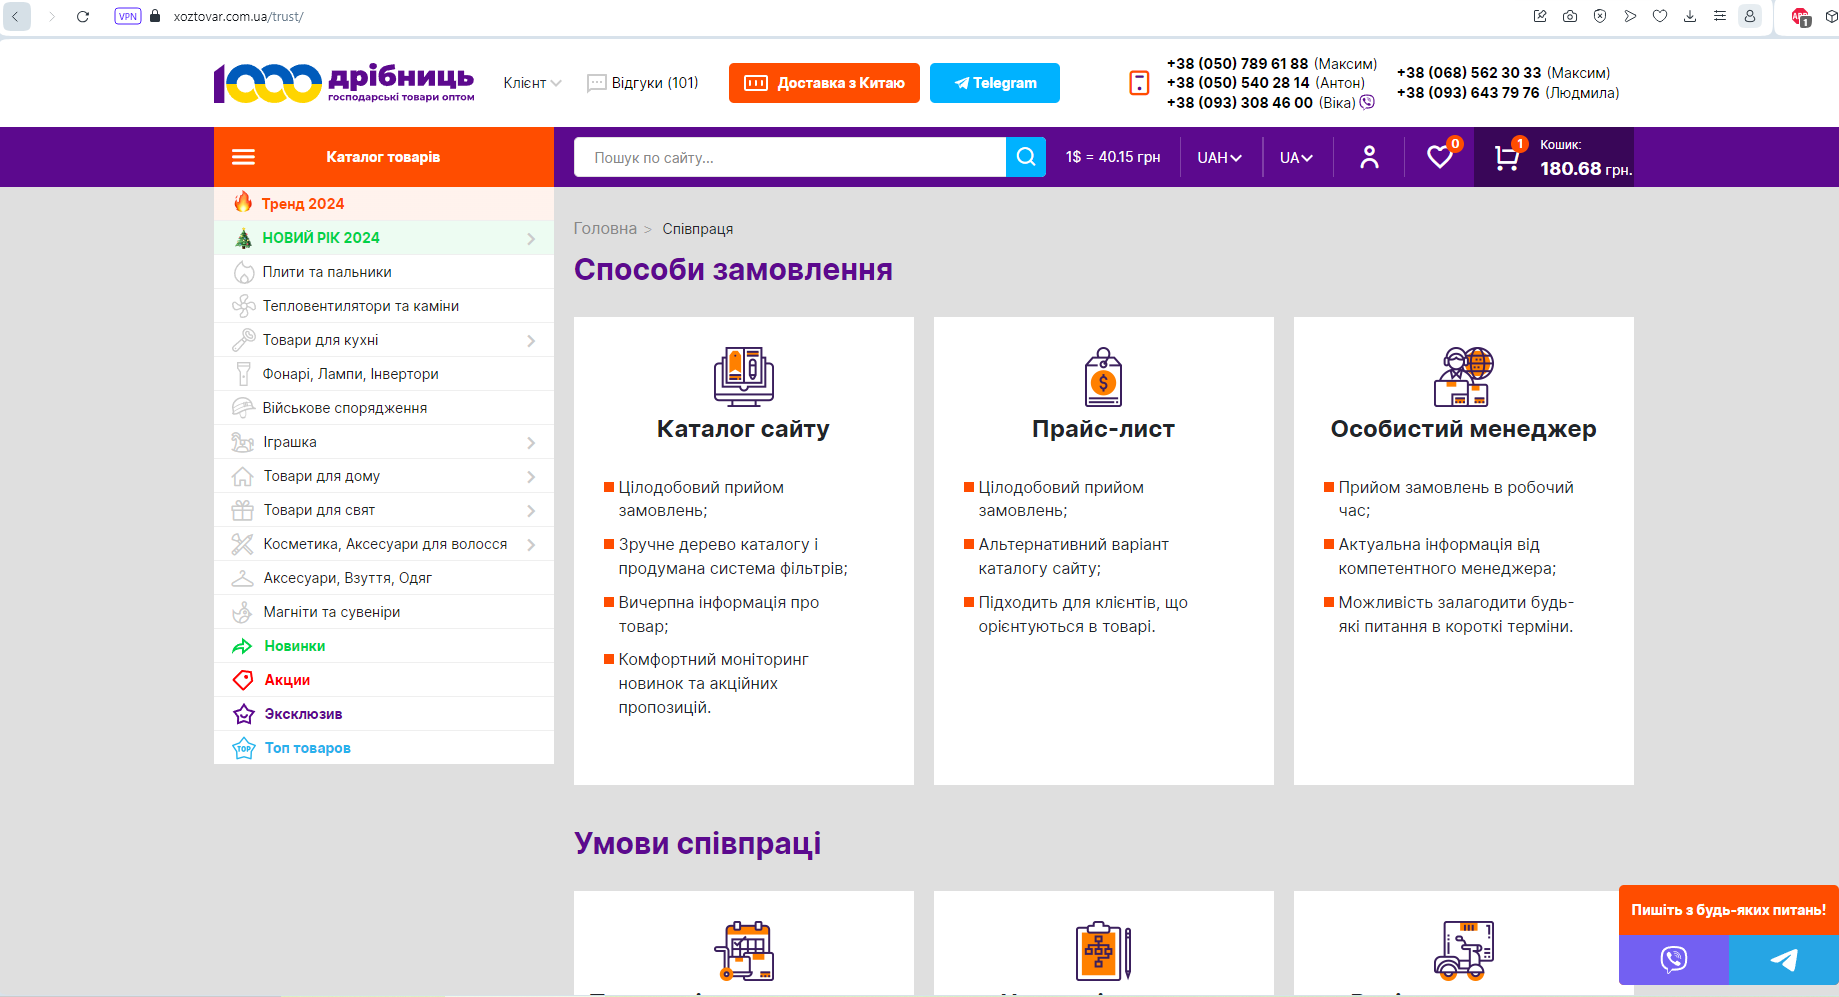 VPN
xoztovar.com.ua/trust/
ABP
1
1000 дрібниць
господарські товари оптом
Клієнт
Відгуки (101)
Доставка з Китаю
Telegram
+38 (050) 789 61 88 (Максим)
+38 (050) 540 28 14 (Антон)
+38 (093) 308 46 00 (Віка)
+38 (068) 562 30 33 (Максим)
+38 (093) 643 79 76 (Людмила)
Каталог товарів
Пошук по сайту...
1$ = 40.15 грн
UAH
UA
0
1
Кошик:
180.68 грн.
Тренд 2024
НОВИЙ РІК 2024
Плити та пальники
Тепловентилятори та каміни
Товари для кухні
Фонарі, Лампи, Інвертори
Військове спорядження
Іграшка
Товари для дому
Товари для свят
Косметика, Аксесуари для волосся
Аксесуари, Взуття, Одяг
Магніти та сувеніри
Новинки
Акции
Эксклюзив
TOP
Топ товаров
Головна > Співпраця
Способи замовлення
Каталог сайту
Цілодобовий прийом
замовлень;
Зручне дерево каталогу і
продумана система фільтрів;
Вичерпна інформація про
товар;
Комфортний моніторинг
новинок та акційних
пропозицій.
$
Прайс-лист
Цілодобовий прийом
замовлень;
Альтернативний варіант
каталогу сайту;
Підходить для клієнтів, що
орієнтуються в товарі.
Особистий менеджер
Прийом замовлень в робочий
час;
Актуальна інформація від
компетентного менеджера;
Можливість залагодити будь-
які питання в короткі терміни.
Умови співпраці
Пишіть з будь-яких питань!